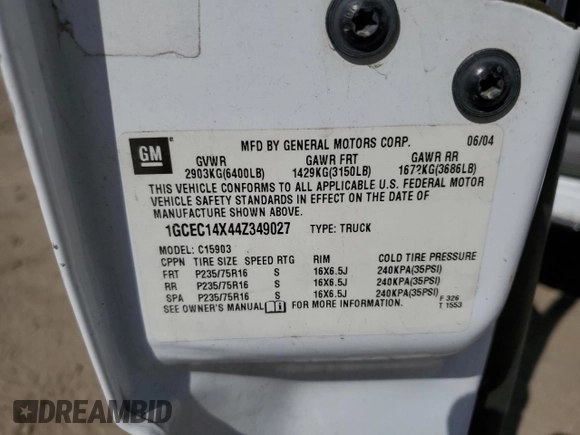 GM
MFD BY GENERAL MOTORS CORP. 06/04
GVWR GAWR FRT GAWR RR
2903KG(6400LB) 1429KG(3150LB) 1672KG(3686LB)
THIS VEHICLE CONFORMS TO ALL APPLICABLE U.S. FEDERAL MOTOR
VEHICLE SAFETY STANDARDS IN EFFECT ON THE DATE OF
MANUFACTURE SHOWN ABOVE.
1GCEC14X44Z349027 TYPE: TRUCK
MODEL: C15903
CPPN TIRE SIZE SPEED RTG RIM COLD TIRE PRESSURE
FRT P235/75R16 S 16X6.5J 240KPA(35PSI)
RR P235/75R16 S 16X6.5J 240KPA(35PSI)
SPA P235/75R16 S 16X6.5J 240KPA(35PSI)
SEE OWNER'S MANUAL FOR MORE INFORMATION.
F 326
T 1553
DREAMBID